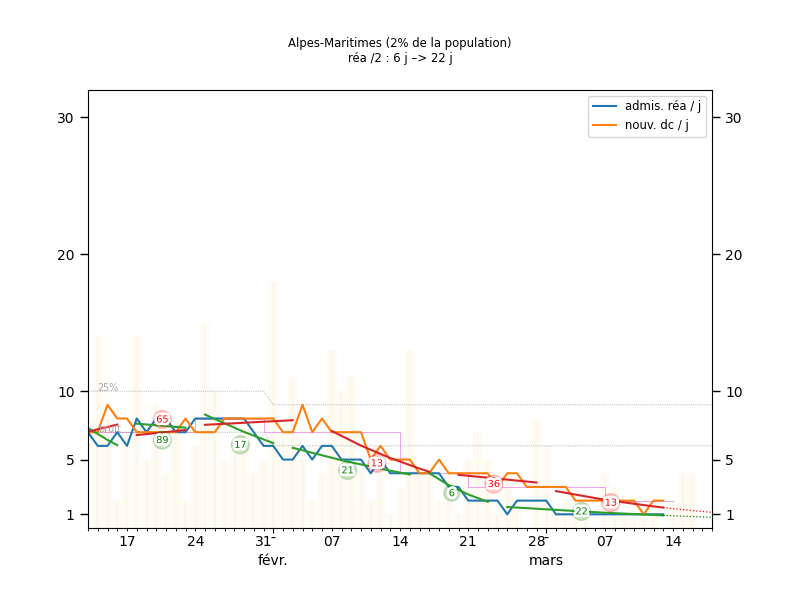 Alpes-Maritimes (2% de la population)
réa /2 : 6 j –> 22 j
admis. réa / j
nouv. dc / j
30 30
20 20
25%
10 10
65
89
17
21
13
5 5
6
36
13
22
1 1
17 24 31 07 14 21 28 07 14
févr. mars